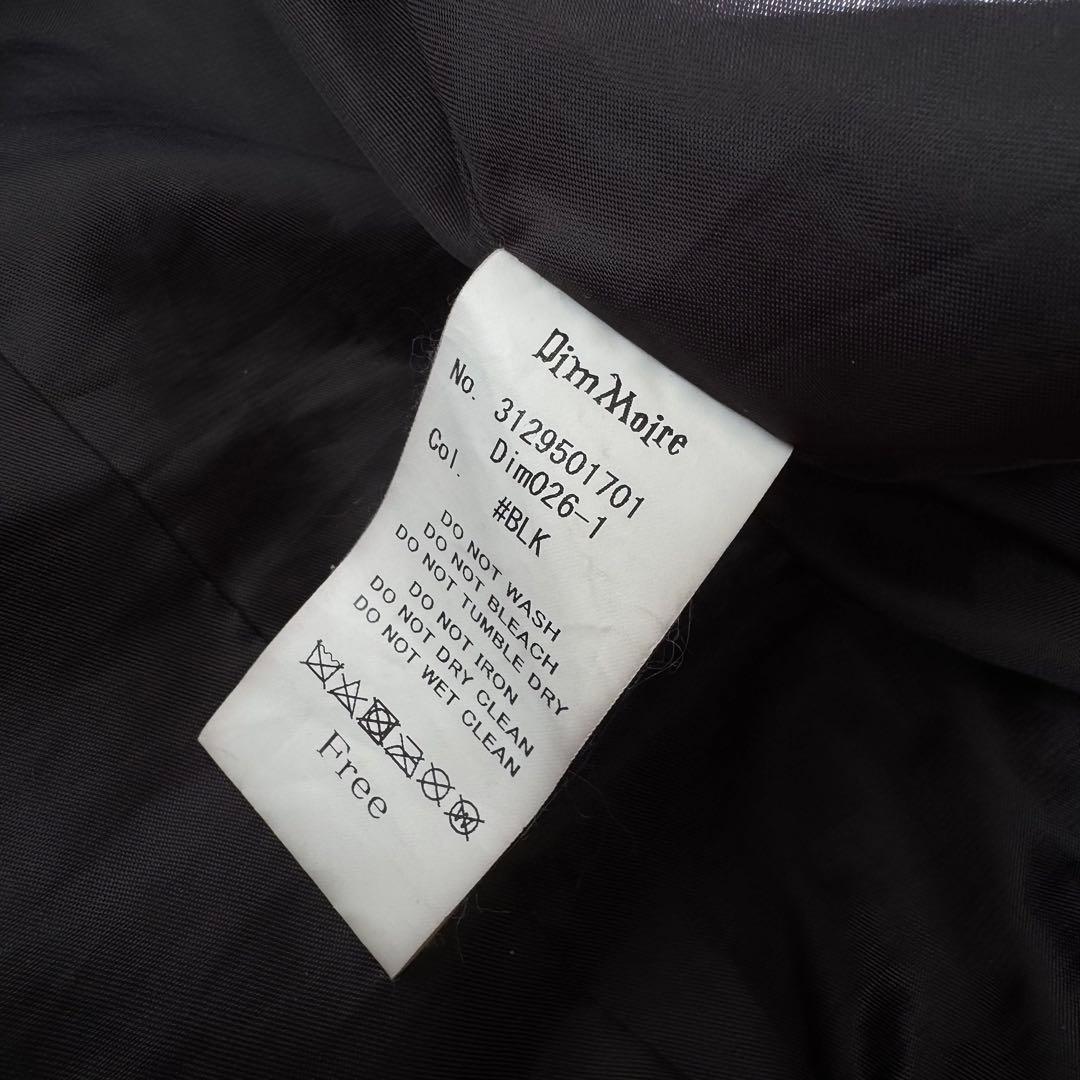 DimMoire
No. 3129501701
Dim026-1
Col. #BLK
DO NOT WASH
DO NOT BLEACH
DO NOT TUMBLE DRY
DO NOT IRON
DO NOT DRY CLEAN
DO NOT WET CLEAN
W
Free